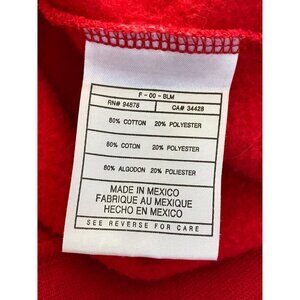 F - 00 - BLM
RN# 94878 CA# 34428
80% COTTON 20% POLYESTER
80% COTON 20% POLYESTER
80% ALGODON 20% POLIESTER
MADE IN MEXICO
FABRIQUE AU MEXIQUE
HECHO EN MEXICO
SEE REVERSE FOR CARE